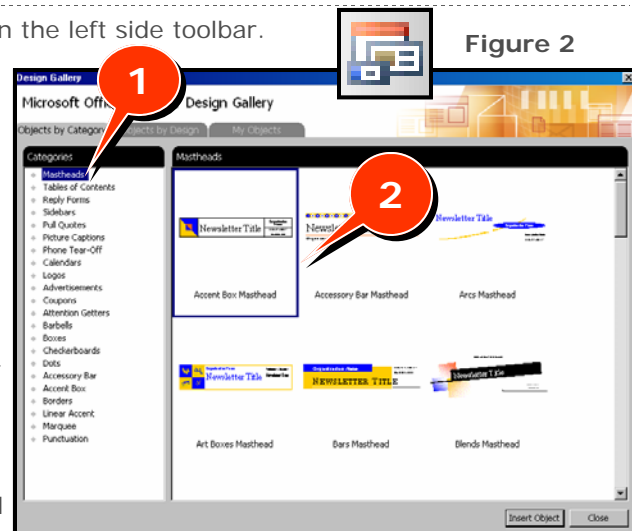 n the left side toolbar.
Figure 2
Design Gallery
1
Microsoft Offi
Design Gallery
Objects by Categor
jects by Design
My Objects
Categories
Mastheads
Tables of Contents
Reply Forms
Sidebars
Pull Quotes
Picture Captions
Phone Tear-Off
Calendars
Logos
Advertisements
Coupons
Attention Getters
Barbells
Boxes
Checkerboards
Dots
Accessory Bar
Accent Box
Borders
Linear Accent
Marquee
Punctuation
Mastheads
2
Newsletter Title
Newsle
Newsletter Title
Accent Box Masthead
Accessory Bar Masthead
Arcs Masthead
Newsletter Title
Organization Name
NEWSLETTER TITLE
Newsletter Title
Art Boxes Masthead
Bars Masthead
Blends Masthead
Insert Object
Close